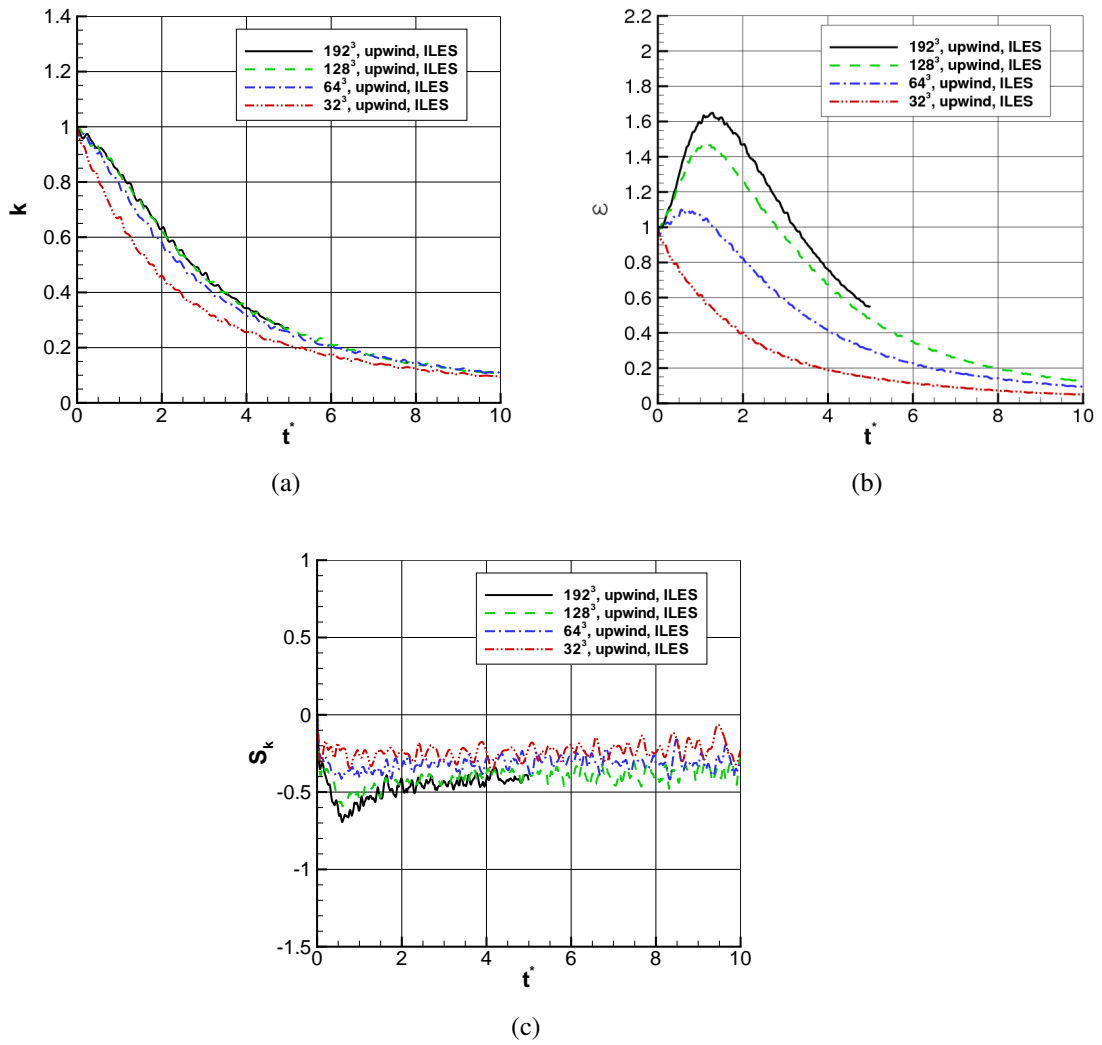 k
1.4
1.2
1
0.8
0.6
0.4
0.2
0
192³, upwind, ILES
128³, upwind, ILES
64³, upwind, ILES
32³, upwind, ILES
0 2 4 6 8 10
t*
(a)
ε
2.2
2
1.8
1.6
1.4
1.2
1
0.8
0.6
0.4
0.2
0
192³, upwind, ILES
128³, upwind, ILES
64³, upwind, ILES
32³, upwind, ILES
0 2 4 6 8 10
t*
(b)
S_k
1
0.5
0
-0.5
-1
-1.5
192³, upwind, ILES
128³, upwind, ILES
64³, upwind, ILES
32³, upwind, ILES
0 2 4 6 8 10
t*
(c)